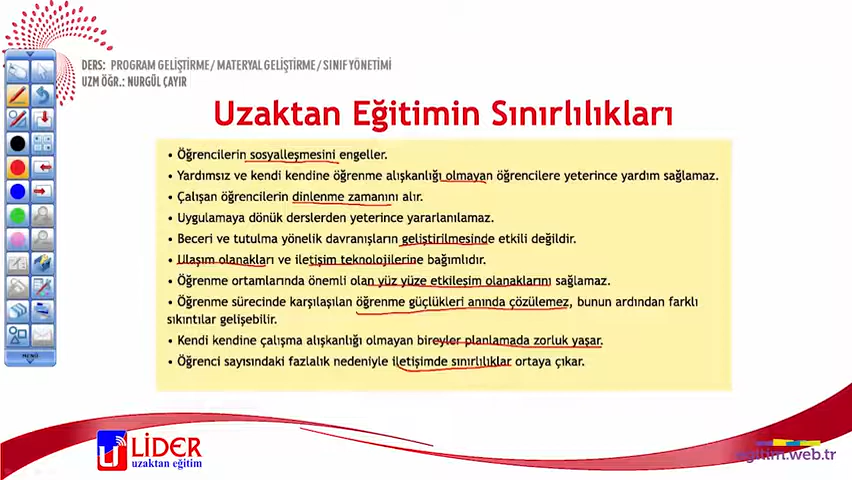 DERS: PROGRAM GELİŞTİRME/ MATERYAL GELİŞTİRME/ SINIF YÖNETİMİ
UZM ÖĞR.: NURGÜL ÇAYIR
Uzaktan Eğitimin Sınırlılıkları
• Öğrencilerin sosyalleşmesini engeller.
• Yardımsız ve kendi kendine öğrenme alışkanlığı olmayan öğrencilere yeterince yardım sağlamaz.
• Çalışan öğrencilerin dinlenme zamanını alır.
• Uygulamaya dönük derslerden yeterince yararlanılamaz.
• Beceri ve tutulma yönelik davranışların geliştirilmesinde etkili değildir.
• Ulaşım olanakları ve iletişim teknolojilerine bağımlıdır.
• Öğrenme ortamlarında önemli olan yüz yüze etkileşim olanaklarını sağlamaz.
• Öğrenme sürecinde karşılaşılan öğrenme güçlükleri anında çözülemez, bunun ardından farklı
sıkıntılar gelişebilir.
• Kendi kendine çalışma alışkanlığı olmayan bireyler planlamada zorluk yaşar.
• Öğrenci sayısındaki fazlalık nedeniyle iletişimde sınırlılıklar ortaya çıkar.
MENU
LİDER
uzaktan eğitim
egitim.web.tr